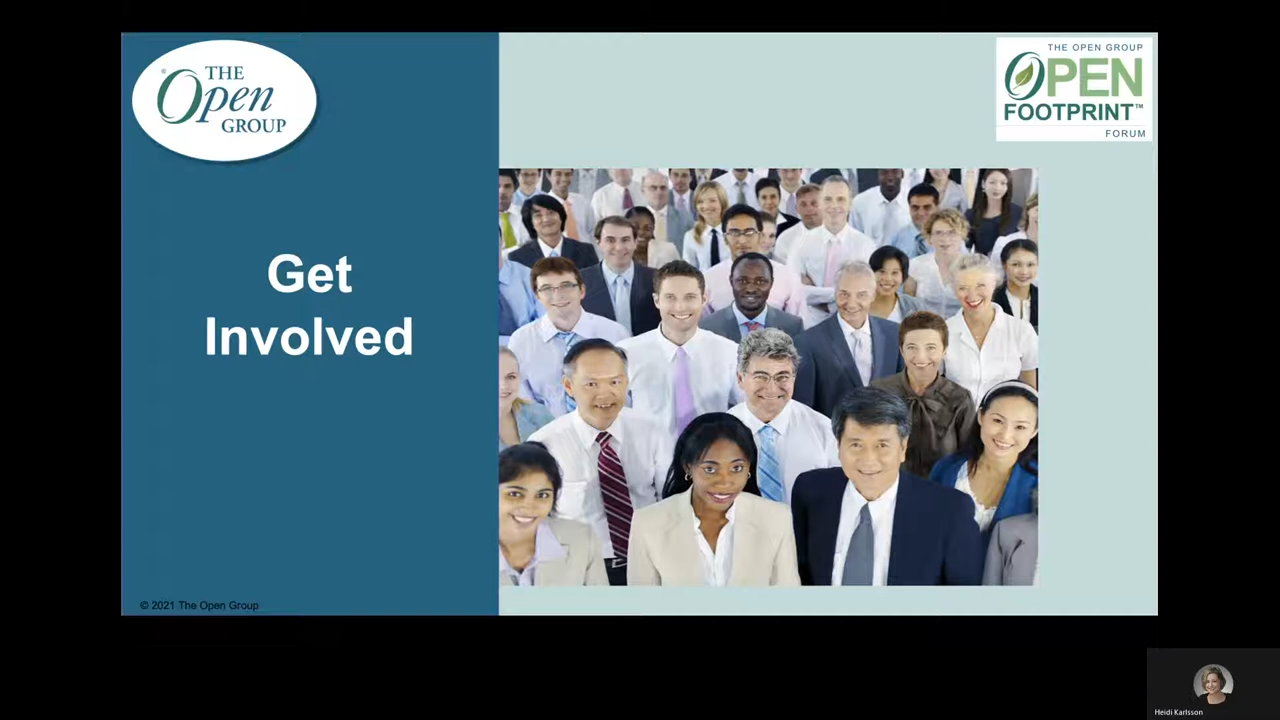 THE
Open
GROUP
®
THE OPEN GROUP
OPEN
FOOTPRINT™
FORUM
Get
Involved
© 2021 The Open Group
Heidi Karlsson